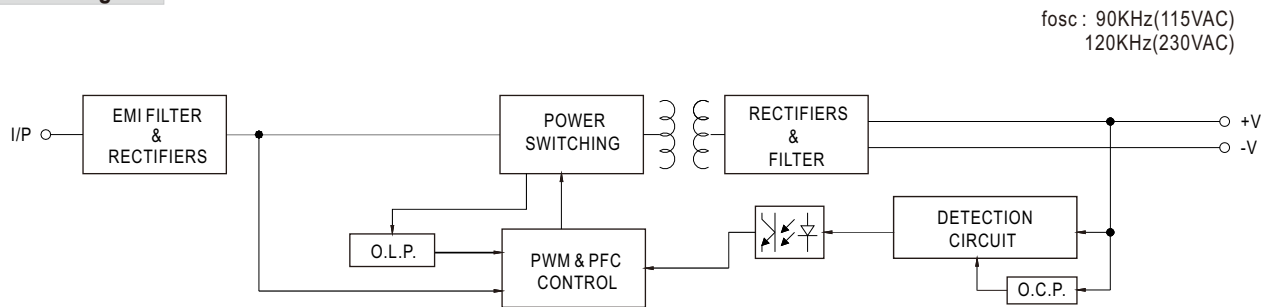 fosc : 90KHz(115VAC)
120KHz(230VAC)
I/P
EMI FILTER
&
RECTIFIERS
POWER
SWITCHING
RECTIFIERS
&
FILTER
+V
-V
O.L.P.
PWM & PFC
CONTROL
DETECTION
CIRCUIT
O.C.P.